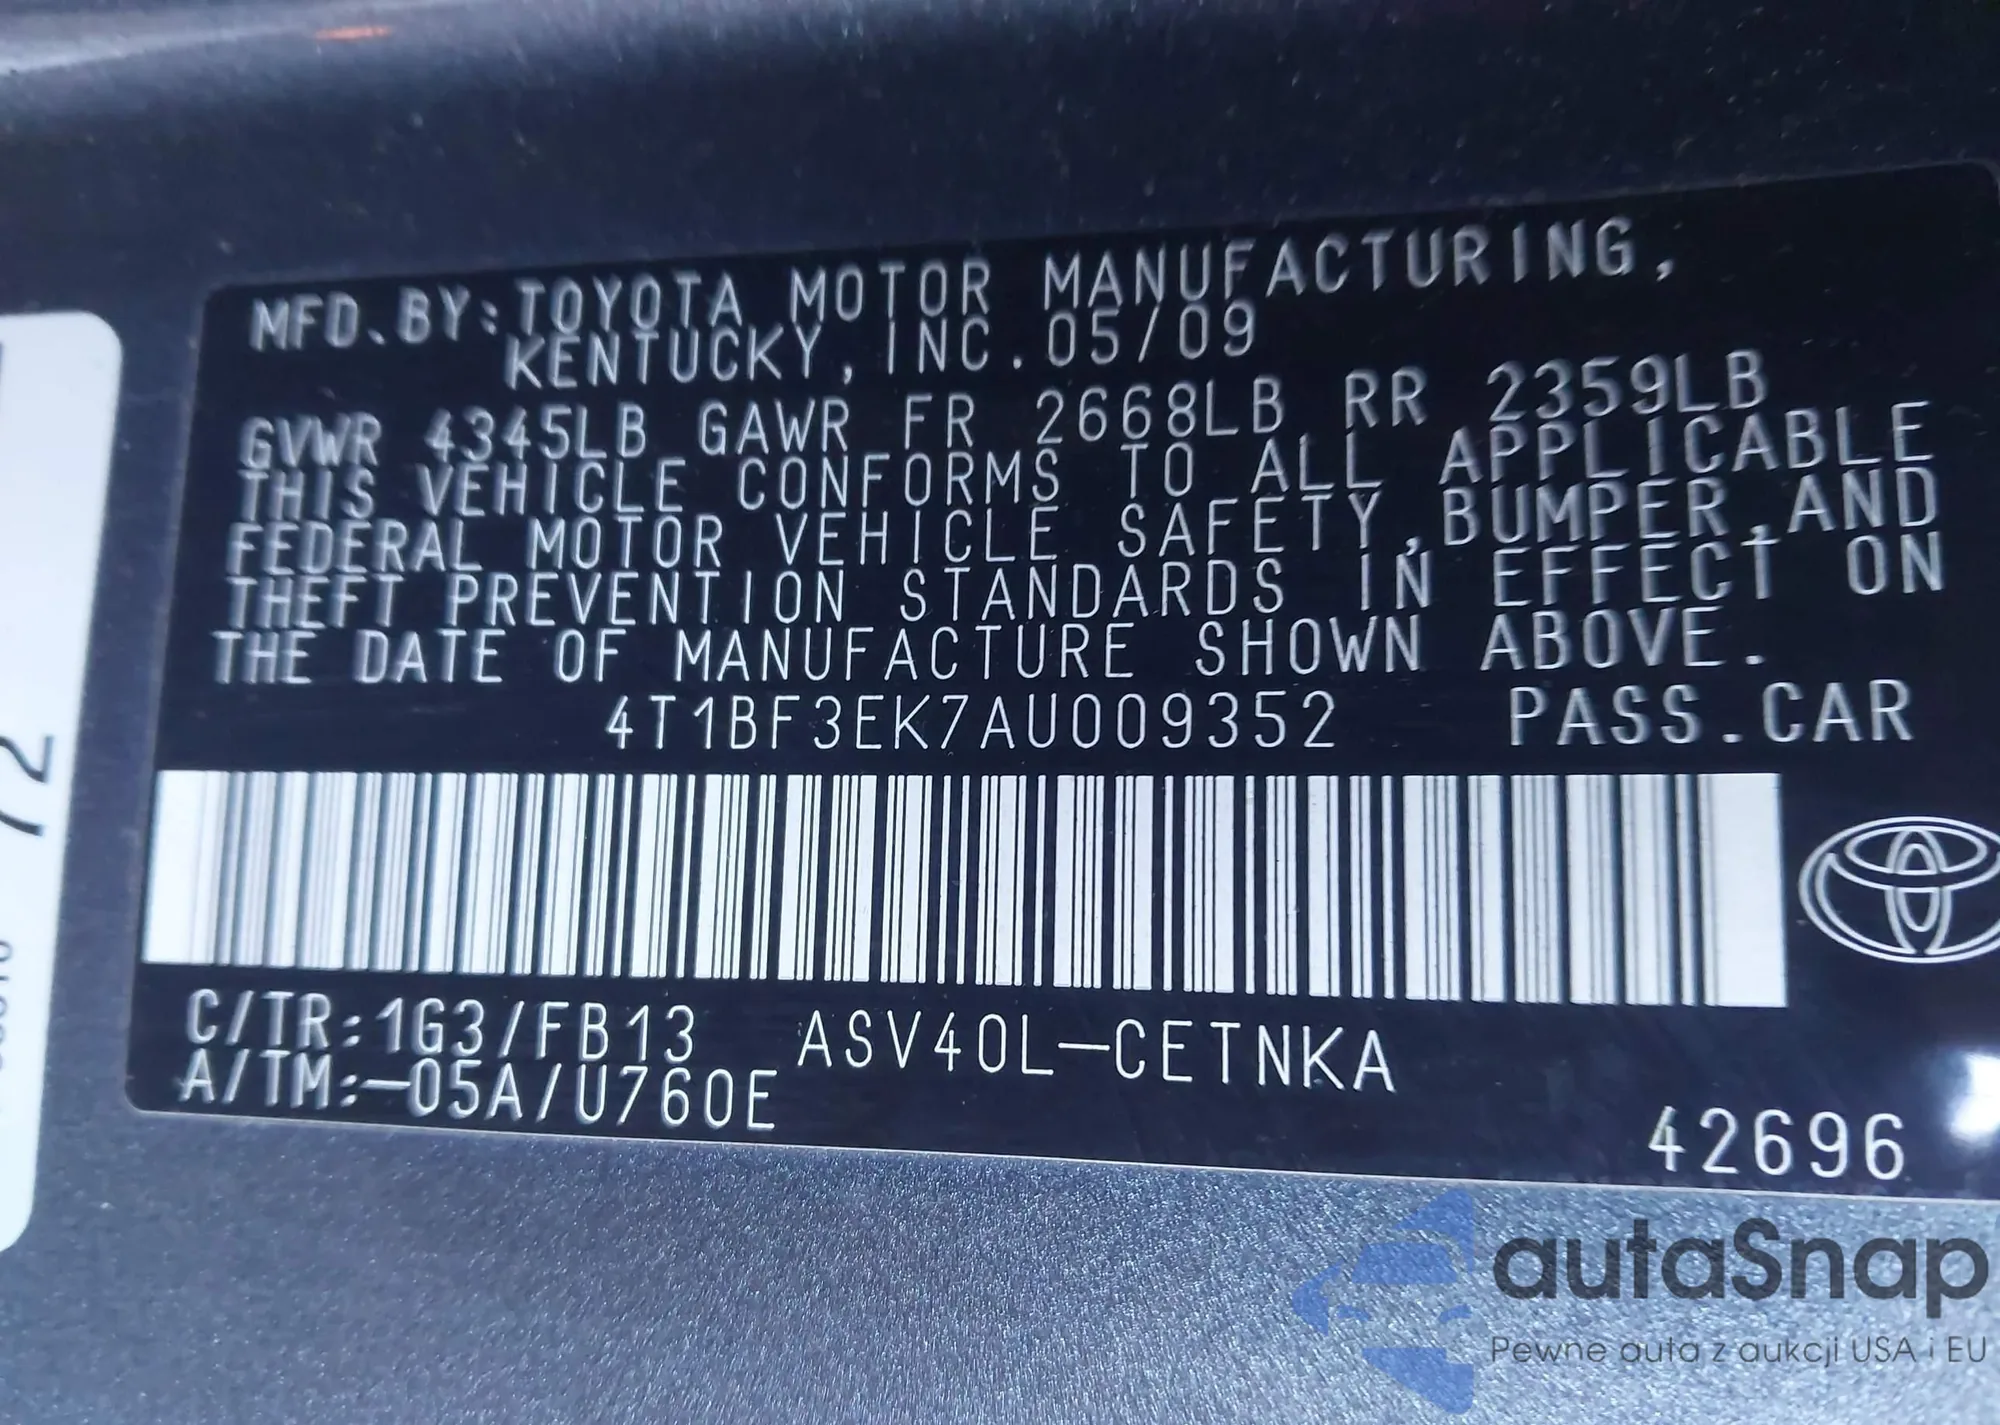 MFD. BY: TOYOTA MOTOR MANUFACTURING,
KENTUCKY, INC. 05/09
GVWR 4345LB GAWR FR 2668LB RR 2359LB
THIS VEHICLE CONFORMS TO ALL APPLICABLE
FEDERAL MOTOR VEHICLE SAFETY, BUMPER, AND
THEFT PREVENTION STANDARDS IN EFFECT ON
THE DATE OF MANUFACTURE SHOWN ABOVE.
4T1BF3EK7AU009352 PASS. CAR
C/TR: 1G3/FB13 ASV40L-CETNKA
A/TM: -05A/U760E
42696
72
autaSnap
Pewne auta z aukcji USA i EU